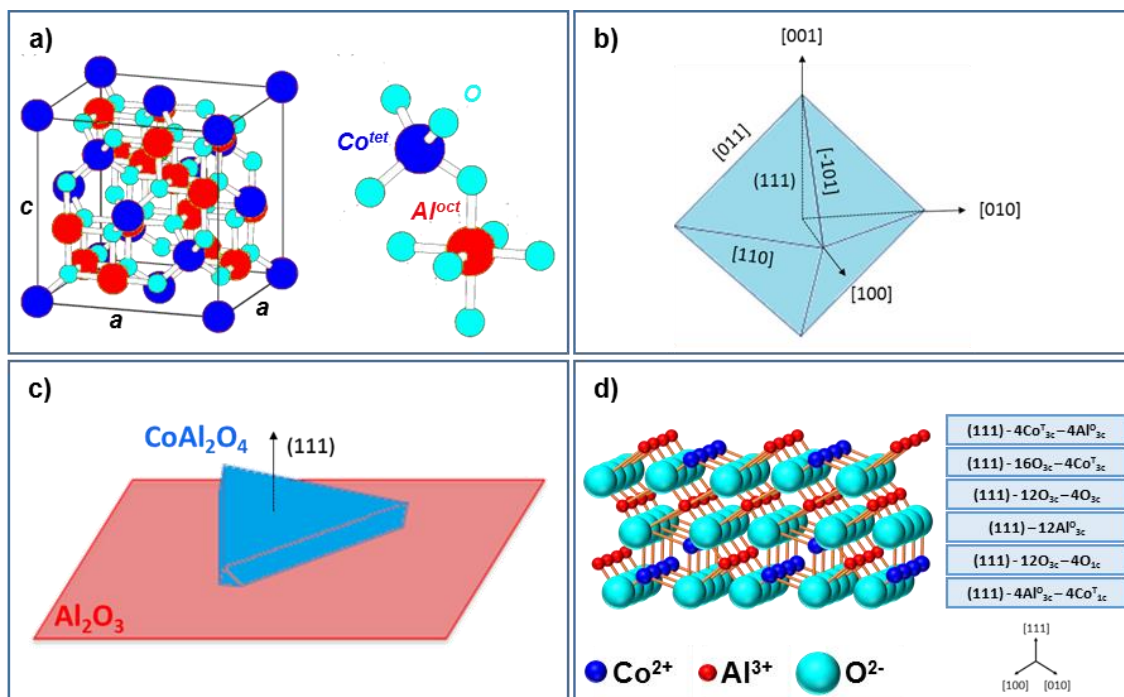 a)
O
Co^tet
Al^oct
c
a
a
b)
[001]
[011]
[-101]
(111)
[010]
[110]
[100]
c)
CoAl₂O₄
(111)
Al₂O₃
d)
(111) - 4Co^T_3c – 4Al^O_3c
(111) - 16O_3c – 4Co^T_3c
(111) - 12O_3c – 4O_3c
(111) – 12Al^O_3c
(111) - 12O_3c – 4O_1c
(111) - 4Al^O_3c – 4Co^T_1c
[111]
[100]
[010]
Co²⁺
Al³⁺
O²⁻